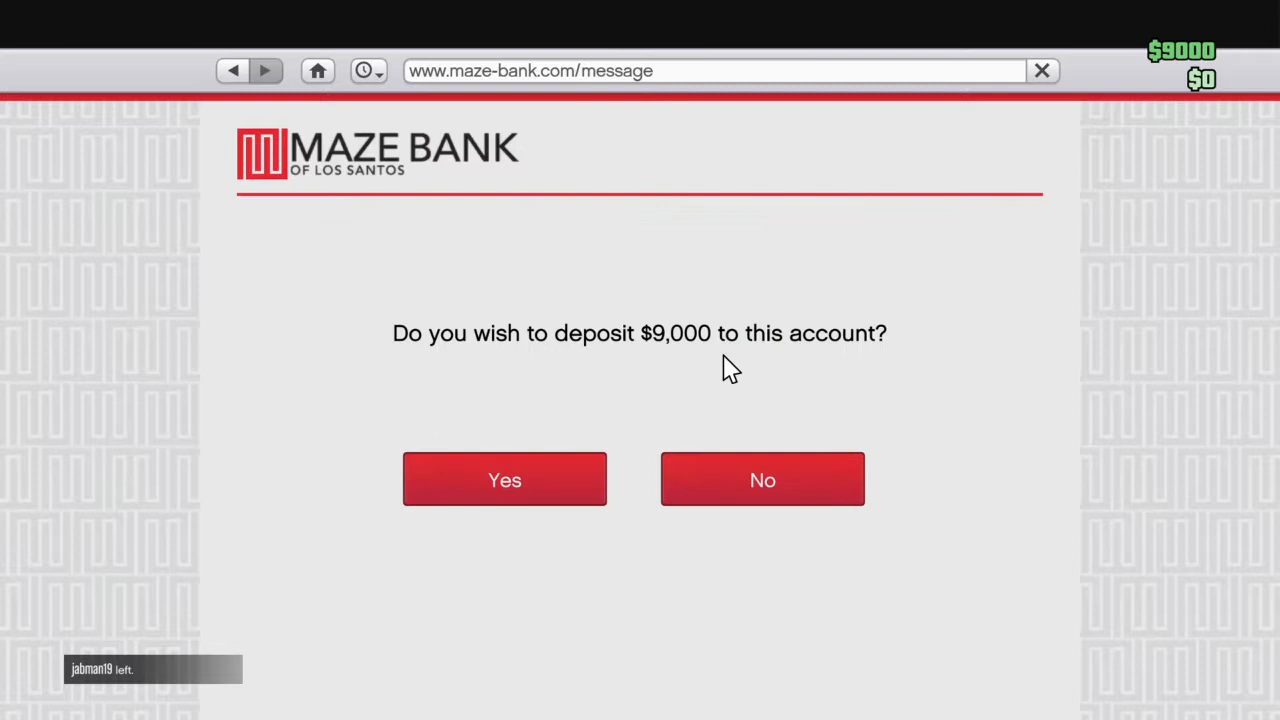 $9000
$0
www.maze-bank.com/message
MAZE BANK
OF LOS SANTOS
Do you wish to deposit $9,000 to this account?
Yes
No
jabman19 left.